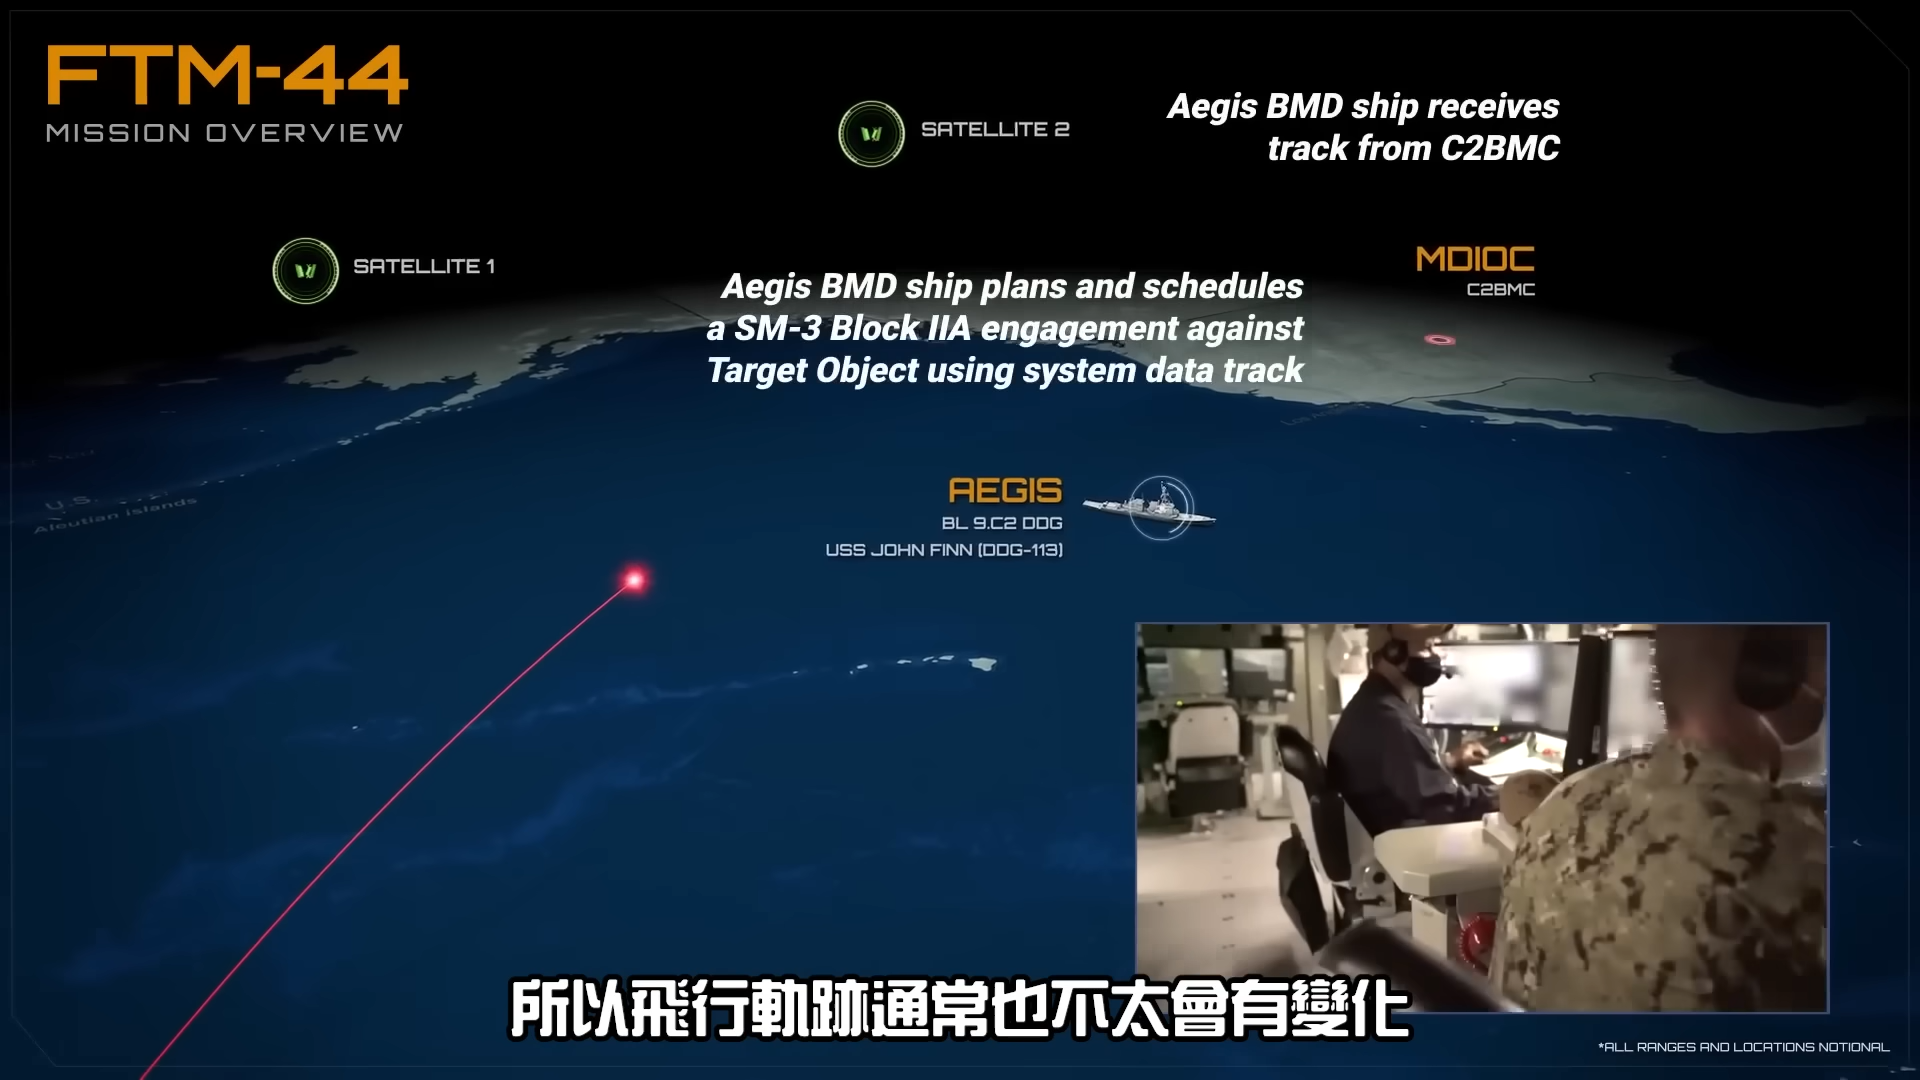 FTM-44
MISSION OVERVIEW
SATELLITE 2
Aegis BMD ship receives
track from C2BMC
SATELLITE 1
MDIOC
C2BMC
Aegis BMD ship plans and schedules
a SM-3 Block IIA engagement against
Target Object using system data track
AEGIS
BL 9.C2 DDG
USS JOHN FINN (DDG-113)
U.S.
Aleutian Islands
所以飛行軌跡通常也不太會有變化
*ALL RANGES AND LOCATIONS NOTIONAL